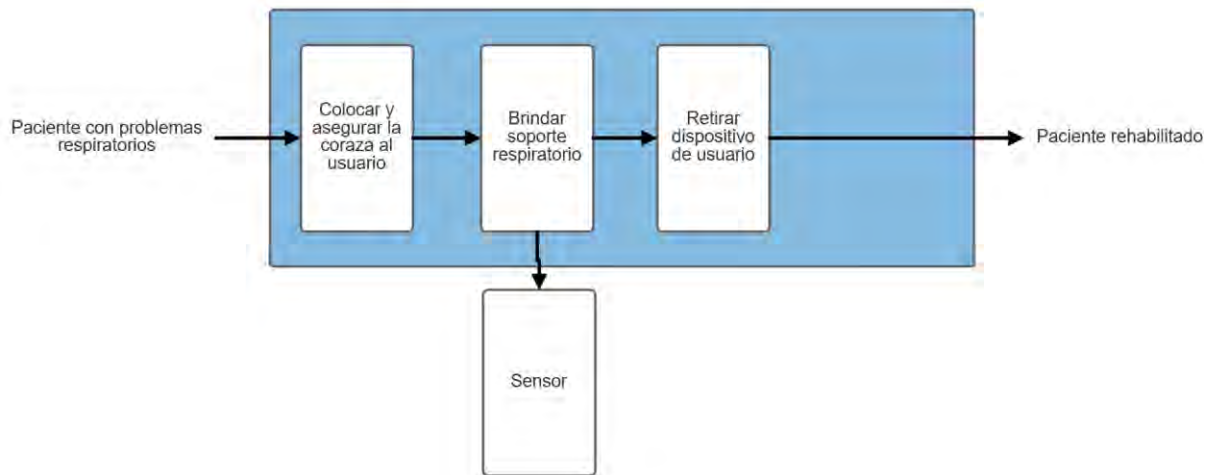 Paciente con problemas
respiratorios
Colocar y
asegurar la
coraza al
usuario
Brindar
soporte
respiratorio
Retirar
dispositivo
de usuario
Paciente rehabilitado
Sensor